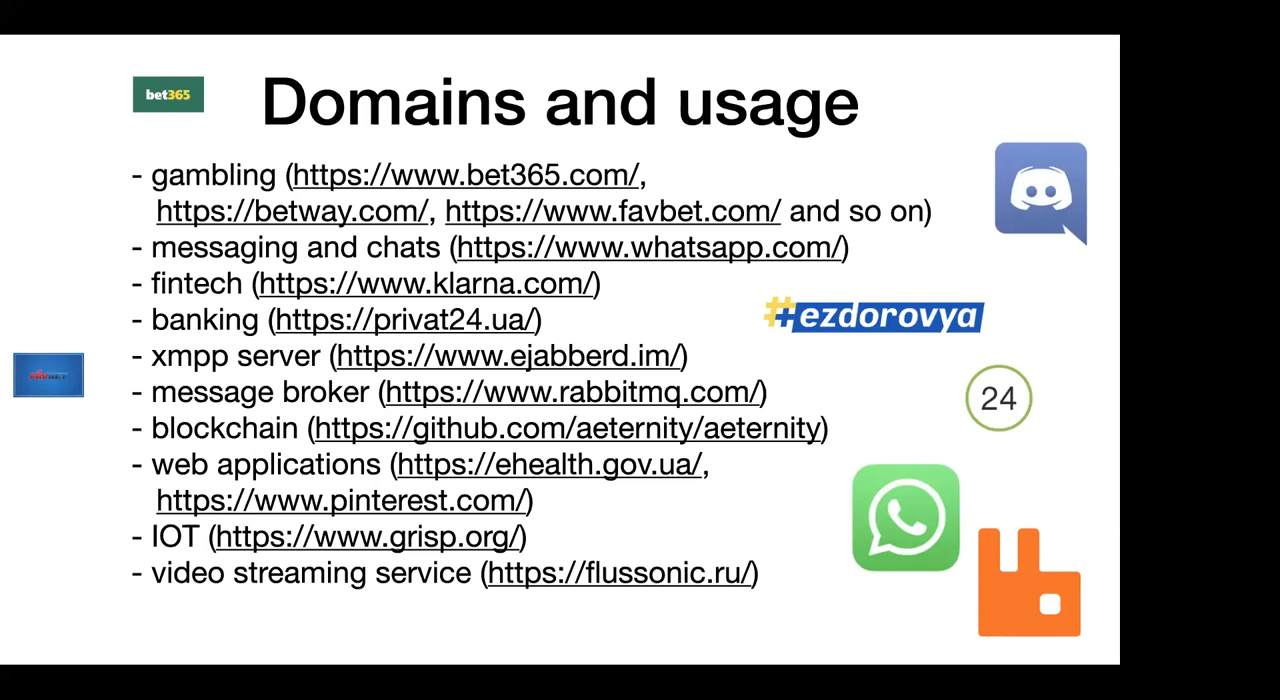 bet365
Domains and usage
- gambling (https://www.bet365.com/,
https://betway.com/, https://www.favbet.com/ and so on)
- messaging and chats (https://www.whatsapp.com/)
- fintech (https://www.klarna.com/)
#ezdorovya
- banking (https://privat24.ua/)
- xmpp server (https://www.ejabberd.im/)
- message broker (https://www.rabbitmq.com/)
24
- blockchain (https://github.com/aeternity/aeternity)
- web applications (https://ehealth.gov.ua/,
https://www.pinterest.com/)
- IOT (https://www.grisp.org/)
- video streaming service (https://flussonic.ru/)